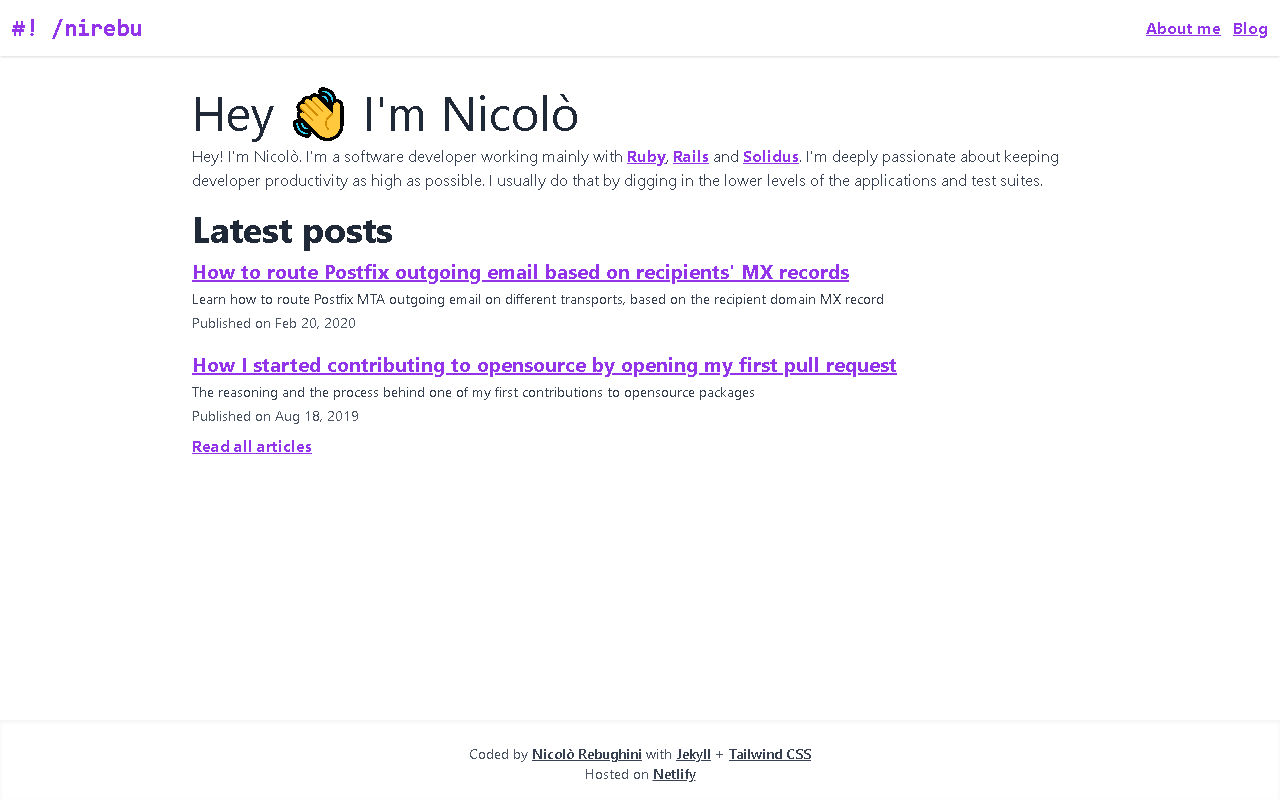 #! /nirebu
About me Blog
Hey 👋 I'm Nicolò
Hey! I'm Nicolò. I'm a software developer working mainly with Ruby, Rails and Solidus. I'm deeply passionate about keeping
developer productivity as high as possible. I usually do that by digging in the lower levels of the applications and test suites.
Latest posts
How to route Postfix outgoing email based on recipients' MX records
Learn how to route Postfix MTA outgoing email on different transports, based on the recipient domain MX record
Published on Feb 20, 2020
How I started contributing to opensource by opening my first pull request
The reasoning and the process behind one of my first contributions to opensource packages
Published on Aug 18, 2019
Read all articles
Coded by Nicolò Rebughini with Jekyll + Tailwind CSS
Hosted on Netlify